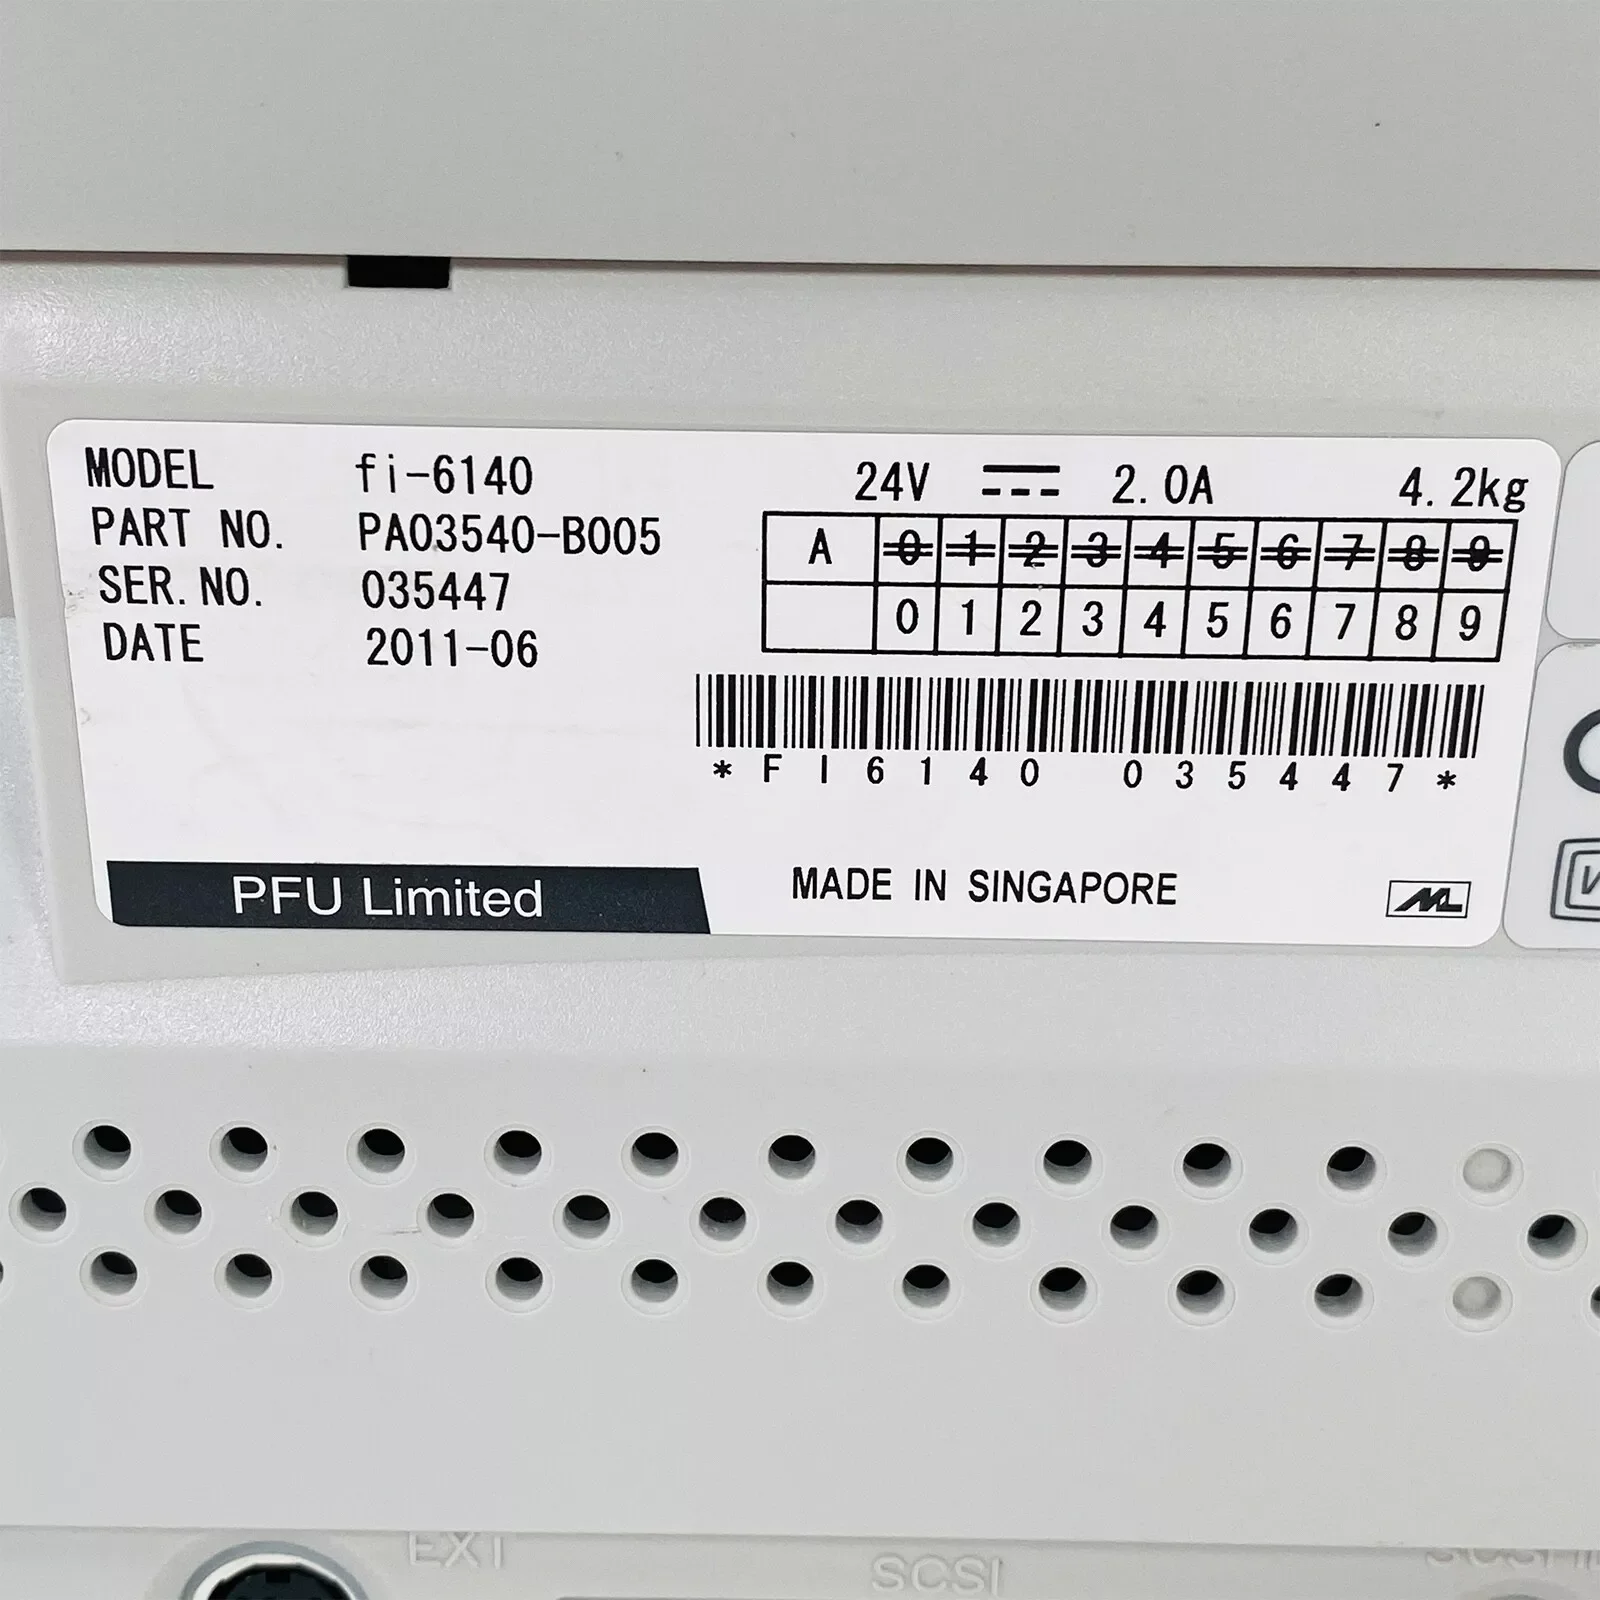 MODEL fi-6140 24V 2.0A 4.2kg
PART NO. PA03540-B005
SER. NO. 035447
DATE 2011-06
A 0 1 2 3 4 5 6 7 8 9
0 1 2 3 4 5 6 7 8 9
*FI6140 035447*
PFU Limited MADE IN SINGAPORE
ML
EXT
SCSI